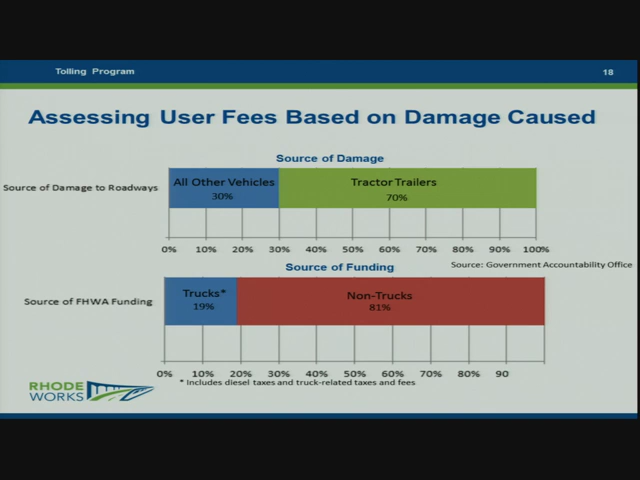 Tolling Program
18
Assessing User Fees Based on Damage Caused
Source of Damage
Source of Damage to Roadways
All Other Vehicles
30%
Tractor Trailers
70%
0% 10% 20% 30% 40% 50% 60% 70% 80% 90% 100%
Source: Government Accountability Office
Source of Funding
Source of FHWA Funding
Trucks*
19%
Non-Trucks
81%
0% 10% 20% 30% 40% 50% 60% 70% 80% 90
* Includes diesel taxes and truck-related taxes and fees
RHODE
WORKS